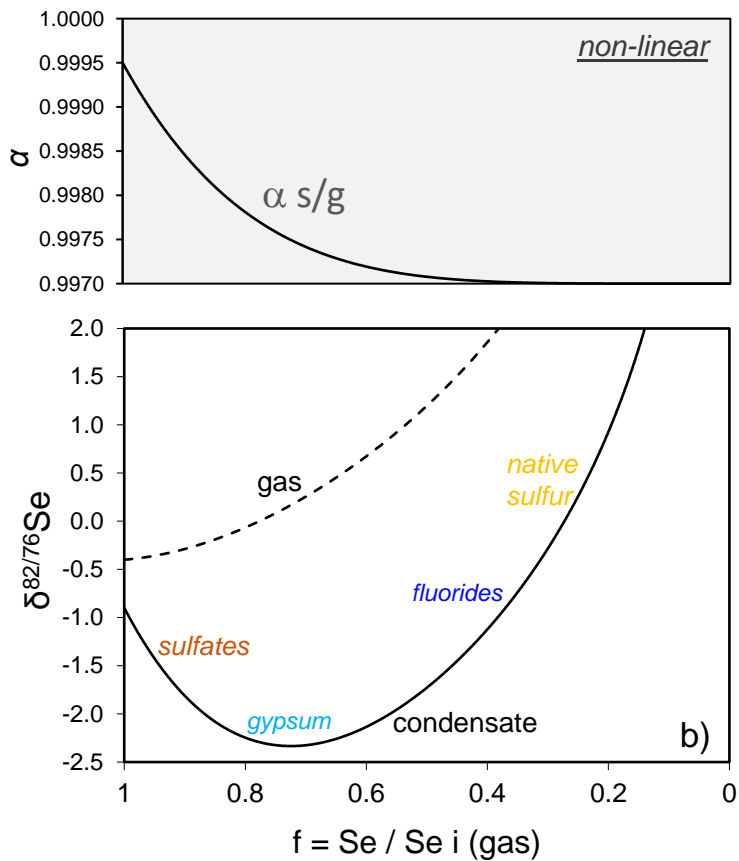 1.0000
0.9995
0.9990
0.9985
0.9980
0.9975
0.9970
α
non-linear
α s/g
2.0
1.5
1.0
0.5
0.0
-0.5
-1.0
-1.5
-2.0
-2.5
δ82/76Se
gas
native
sulfur
fluorides
sulfates
gypsum
condensate
b)
1 0.8 0.6 0.4 0.2 0
f = Se / Se i (gas)